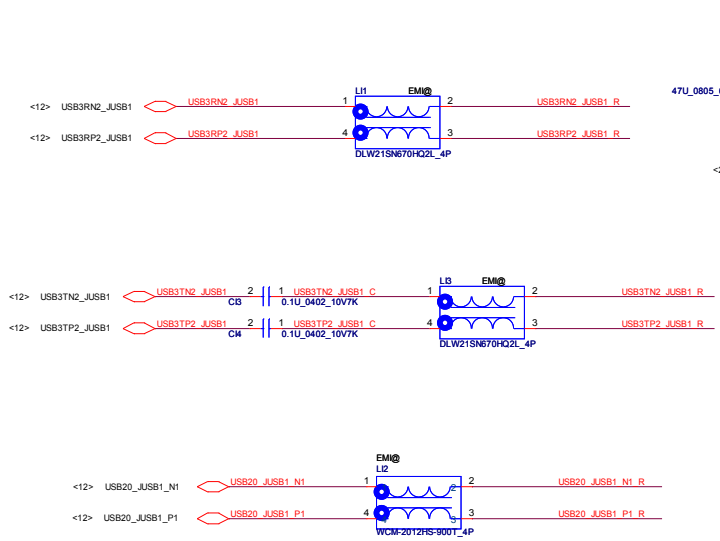 LI1 EMI@
47U_0805_
<12> USB3RN2_JUSB1 USB3RN2_JUSB1 1 2 USB3RN2_JUSB1_R
<12> USB3RP2_JUSB1 USB3RP2_JUSB1 4 3 USB3RP2_JUSB1_R
DLW21SN670HQ2L_4P
LI3 EMI@
<12> USB3TN2_JUSB1 USB3TN2_JUSB1 2 1 USB3TN2_JUSB1_C 1 2 USB3TN2_JUSB1_R
CI3 0.1U_0402_10V7K
<12> USB3TP2_JUSB1 USB3TP2_JUSB1 2 1 USB3TP2_JUSB1_C 4 3 USB3TP2_JUSB1_R
CI4 0.1U_0402_10V7K
DLW21SN670HQ2L_4P
EMI@
LI2
<12> USB20_JUSB1_N1 USB20_JUSB1_N1 1 2 2 USB20_JUSB1_N1_R
<12> USB20_JUSB1_P1 USB20_JUSB1_P1 4 4 3 3 USB20_JUSB1_P1_R
WCM-2012HS-900T_4P